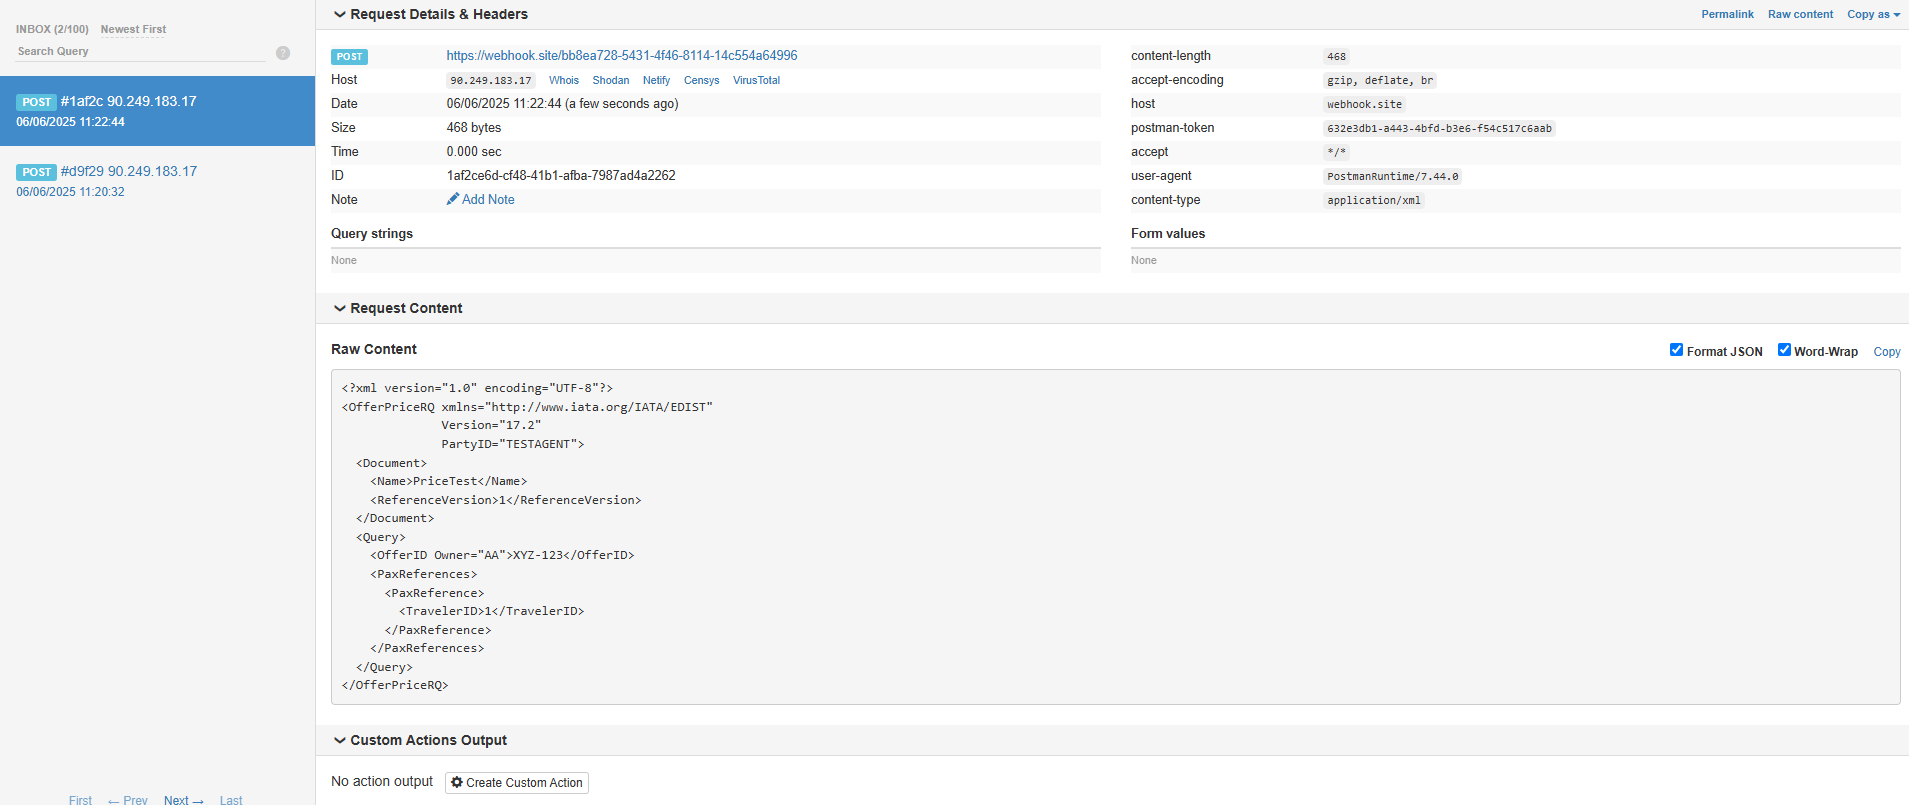 INBOX (2/100) Newest First
Search Query ?
POST #1af2c 90.249.183.17
06/06/2025 11:22:44
POST #d9f29 90.249.183.17
06/06/2025 11:20:32
First ← Prev Next → Last
Request Details & Headers
Permalink Raw content Copy as
POST https://webhook.site/bb8ea728-5431-4f46-8114-14c554a64996
Host 90.249.183.17 Whois Shodan Netify Censys VirusTotal
Date 06/06/2025 11:22:44 (a few seconds ago)
Size 468 bytes
Time 0.000 sec
ID 1af2ce6d-cf48-41b1-afba-7987ad4a2262
Note Add Note
Query strings
None
content-length 468
accept-encoding gzip, deflate, br
host webhook.site
postman-token 632e3db1-a443-4bfd-b3e6-f54c517c6aab
accept */*
user-agent PostmanRuntime/7.44.0
content-type application/xml
Form values
None
Request Content
Raw Content
Format JSON Word-Wrap Copy
<?xml version="1.0" encoding="UTF-8"?>
<OfferPriceRQ xmlns="http://www.iata.org/IATA/EDIST"
Version="17.2"
PartyID="TESTAGENT">
<Document>
<Name>PriceTest</Name>
<ReferenceVersion>1</ReferenceVersion>
</Document>
<Query>
<OfferID Owner="AA">XYZ-123</OfferID>
<PaxReferences>
<PaxReference>
<TravelerID>1</TravelerID>
</PaxReference>
</PaxReferences>
</Query>
</OfferPriceRQ>
Custom Actions Output
No action output Create Custom Action